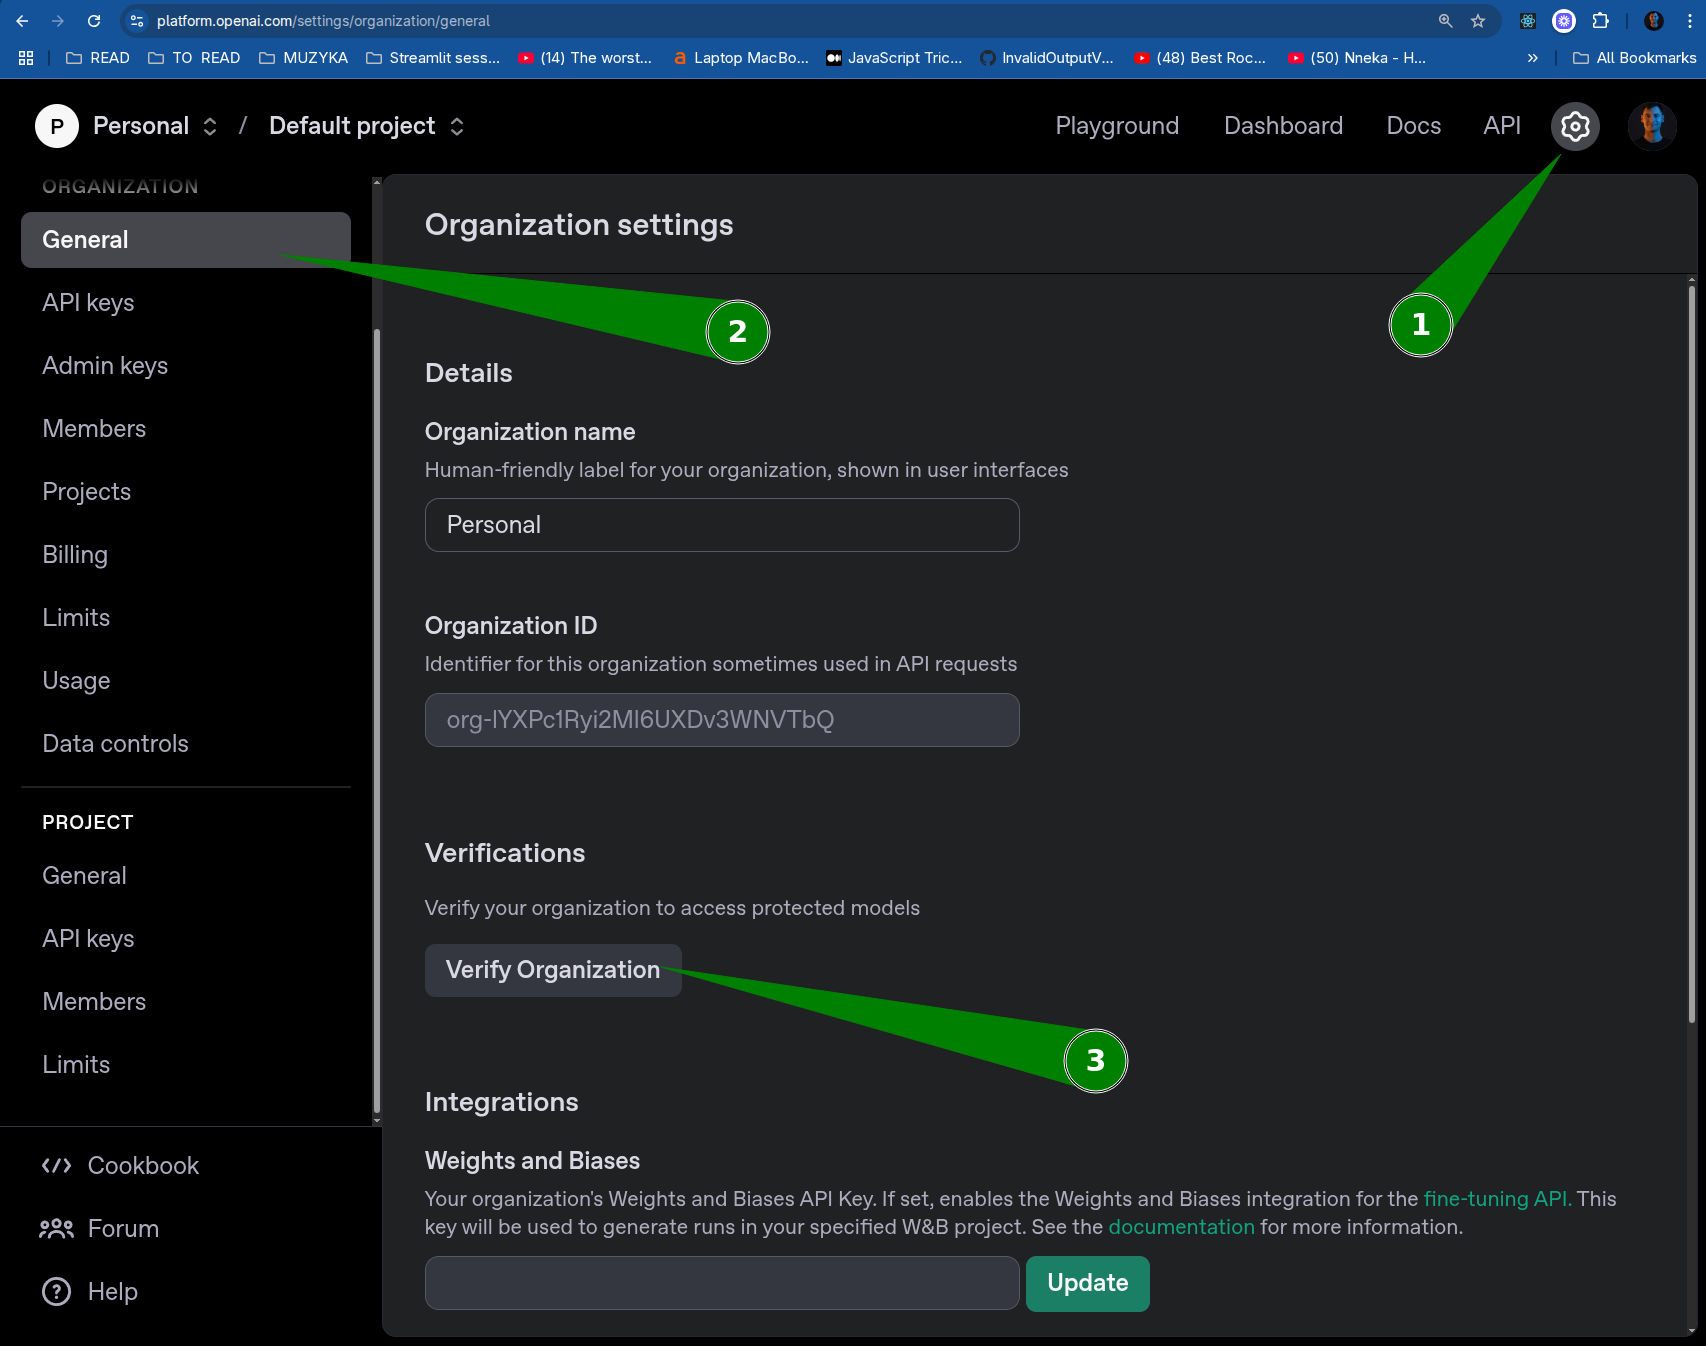 platform.openai.com/settings/organization/general
READ
TO READ
MUZYKA
Streamlit sess...
(14) The worst...
a Laptop MacBo...
JavaScript Tric...
InvalidOutputV...
(48) Best Roc...
(50) Nneka - H...
»
All Bookmarks
P Personal / Default project
Playground
Dashboard
Docs
API
ORGANIZATION
General
API keys
Admin keys
Members
Projects
Billing
Limits
Usage
Data controls
PROJECT
General
API keys
Members
Limits
Cookbook
Forum
Help
Organization settings
1
2
Details
Organization name
Human-friendly label for your organization, shown in user interfaces
Personal
Organization ID
Identifier for this organization sometimes used in API requests
Verifications
Verify your organization to access protected models
Verify Organization
3
Integrations
Weights and Biases
Your organization's Weights and Biases API Key. If set, enables the Weights and Biases integration for the fine-tuning API. This
key will be used to generate runs in your specified W&B project. See the documentation for more information.
Update